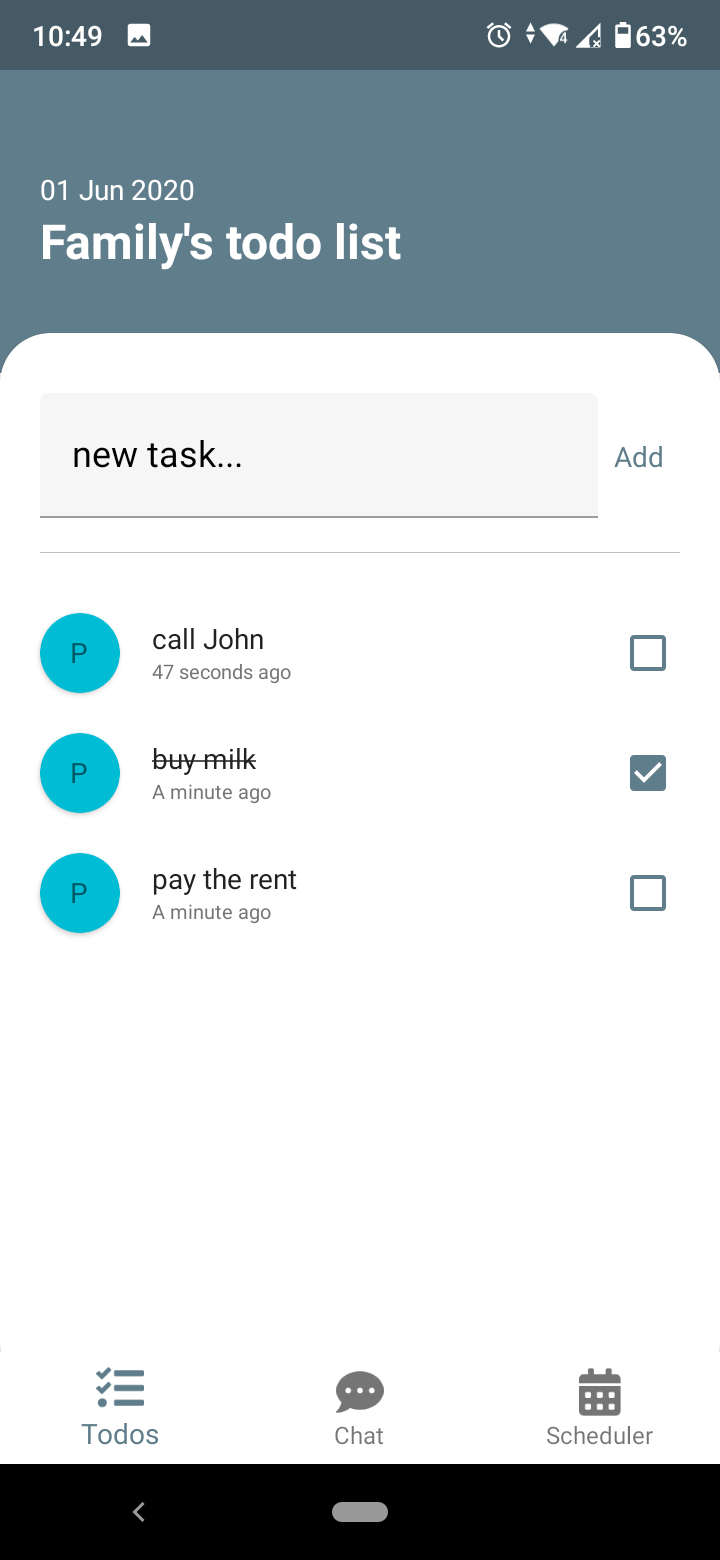 10:49 4 63%
01 Jun 2020
Family's todo list
new task...
Add
P
call John
47 seconds ago
P
buy milk
A minute ago
P
pay the rent
A minute ago
Todos
Chat
Scheduler